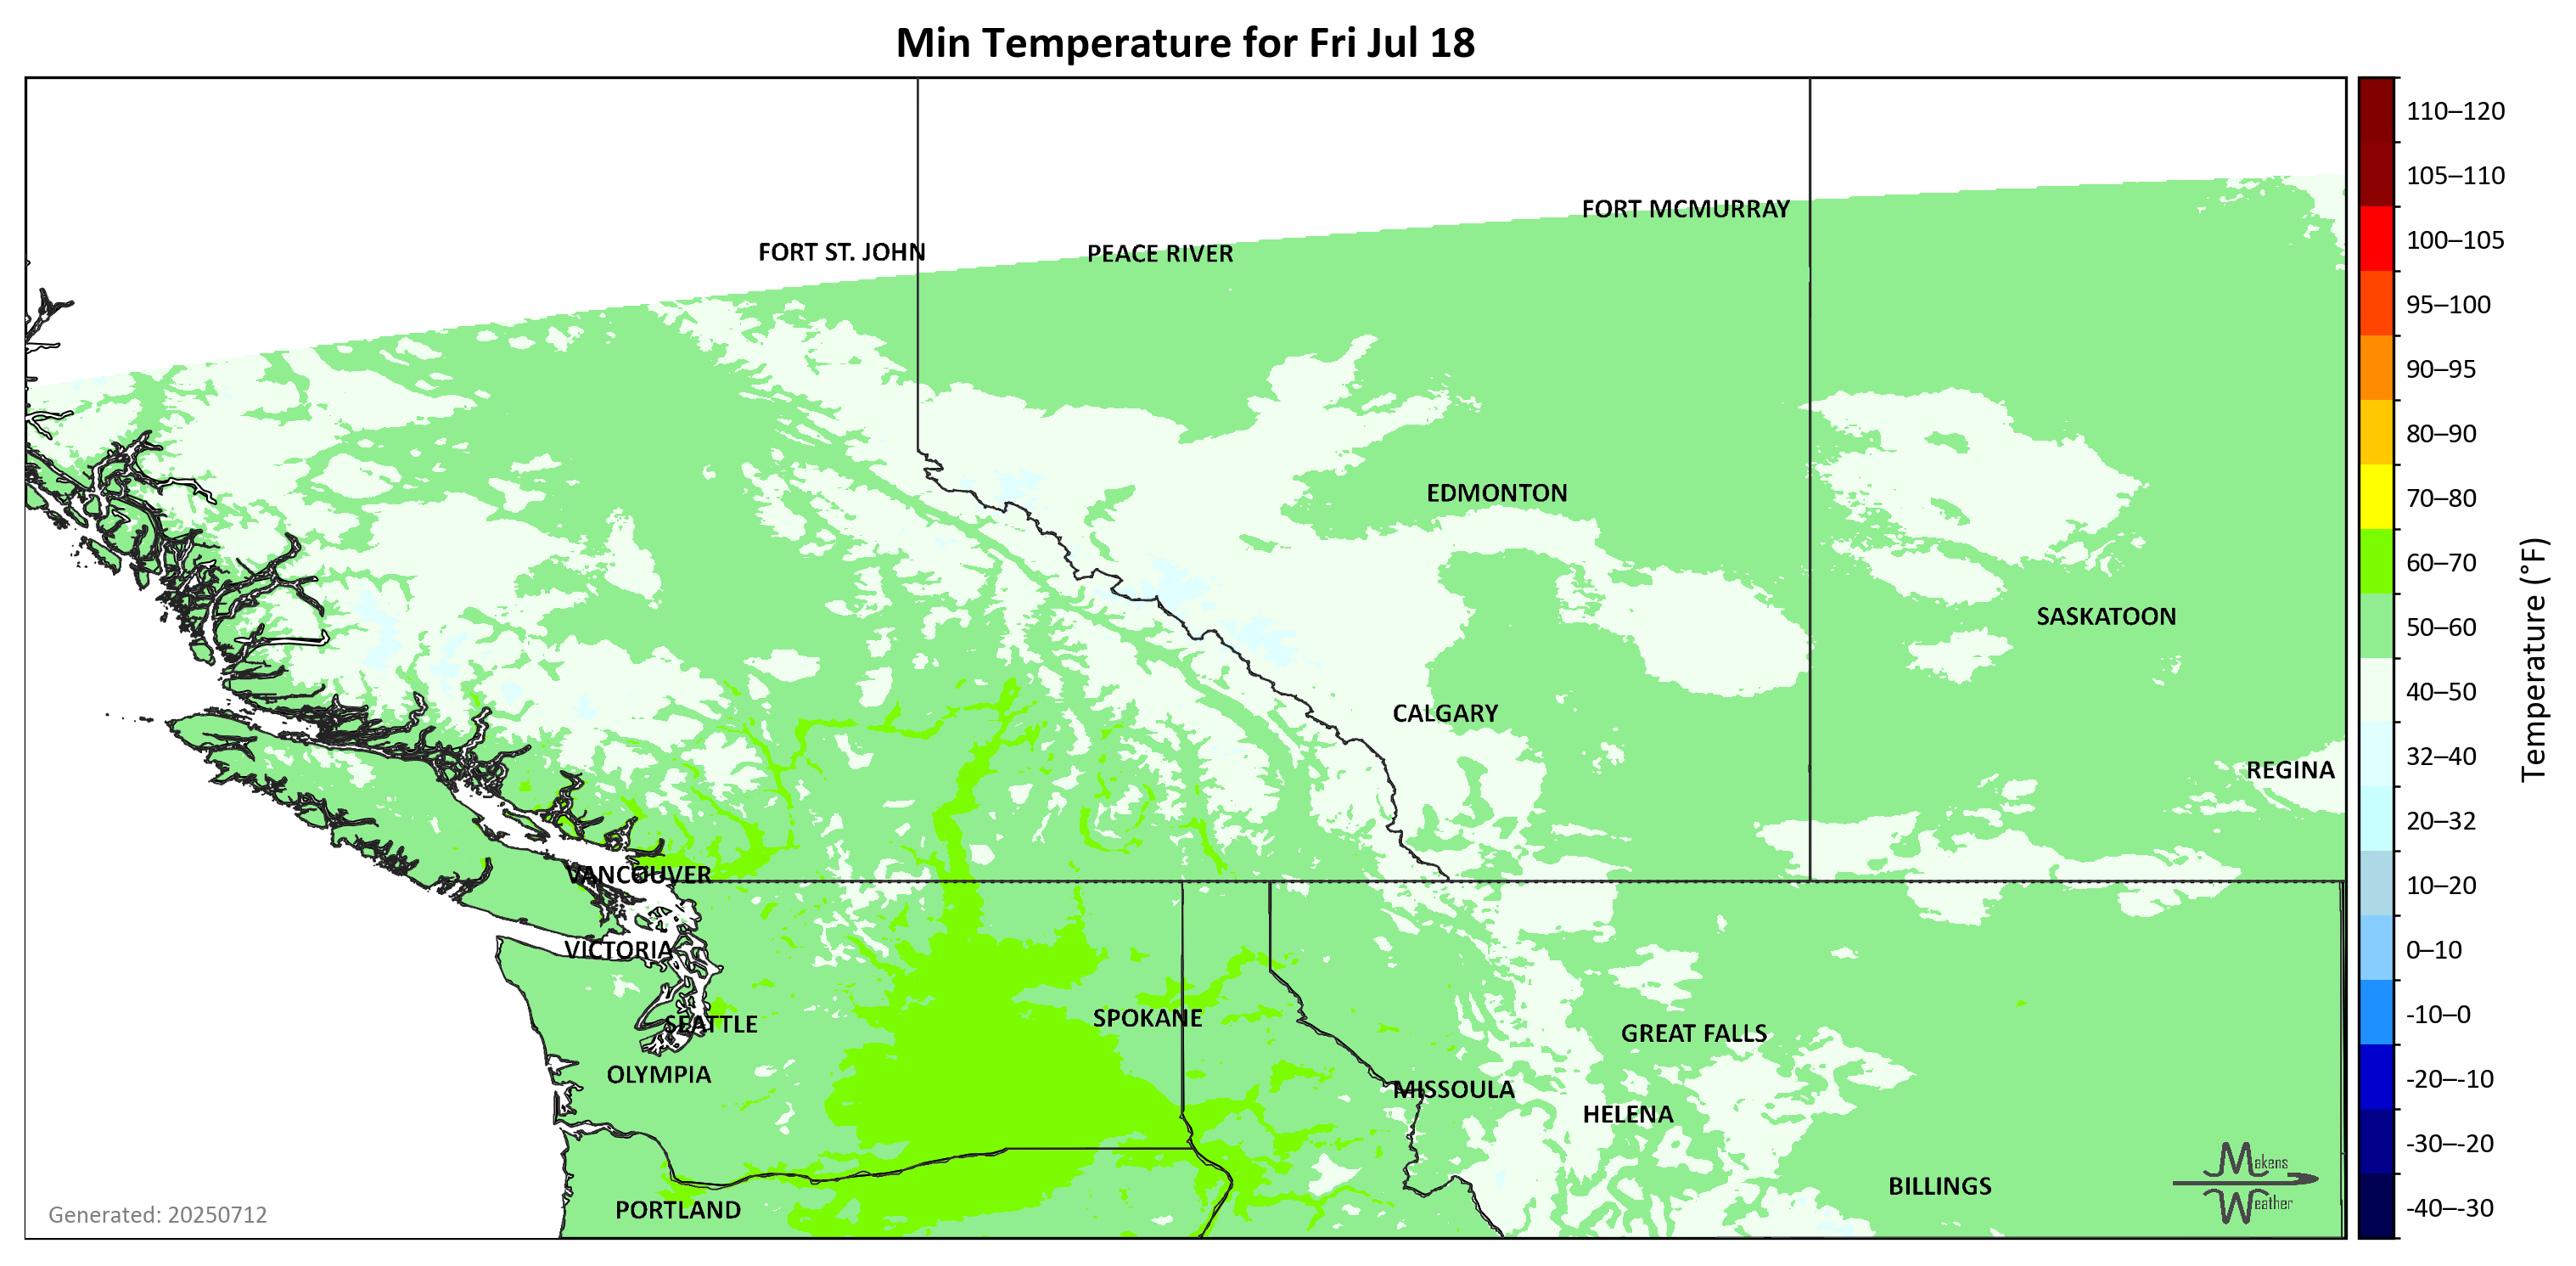 Min Temperature for Fri Jul 18
110–120
105–110
100–105
95–100
90–95
80–90
70–80
60–70
50–60
40–50
32–40
20–32
10–20
0–10
-10–0
-20–-10
-30–-20
-40–-30
Temperature (°F)
FORT MCMURRAY
FORT ST. JOHN
PEACE RIVER
EDMONTON
SASKATOON
CALGARY
REGINA
VANCOUVER
VICTORIA
SPOKANE
SEATTLE
GREAT FALLS
OLYMPIA
MISSOULA
HELENA
BILLINGS
PORTLAND
Makens
Weather
Generated: 20250712